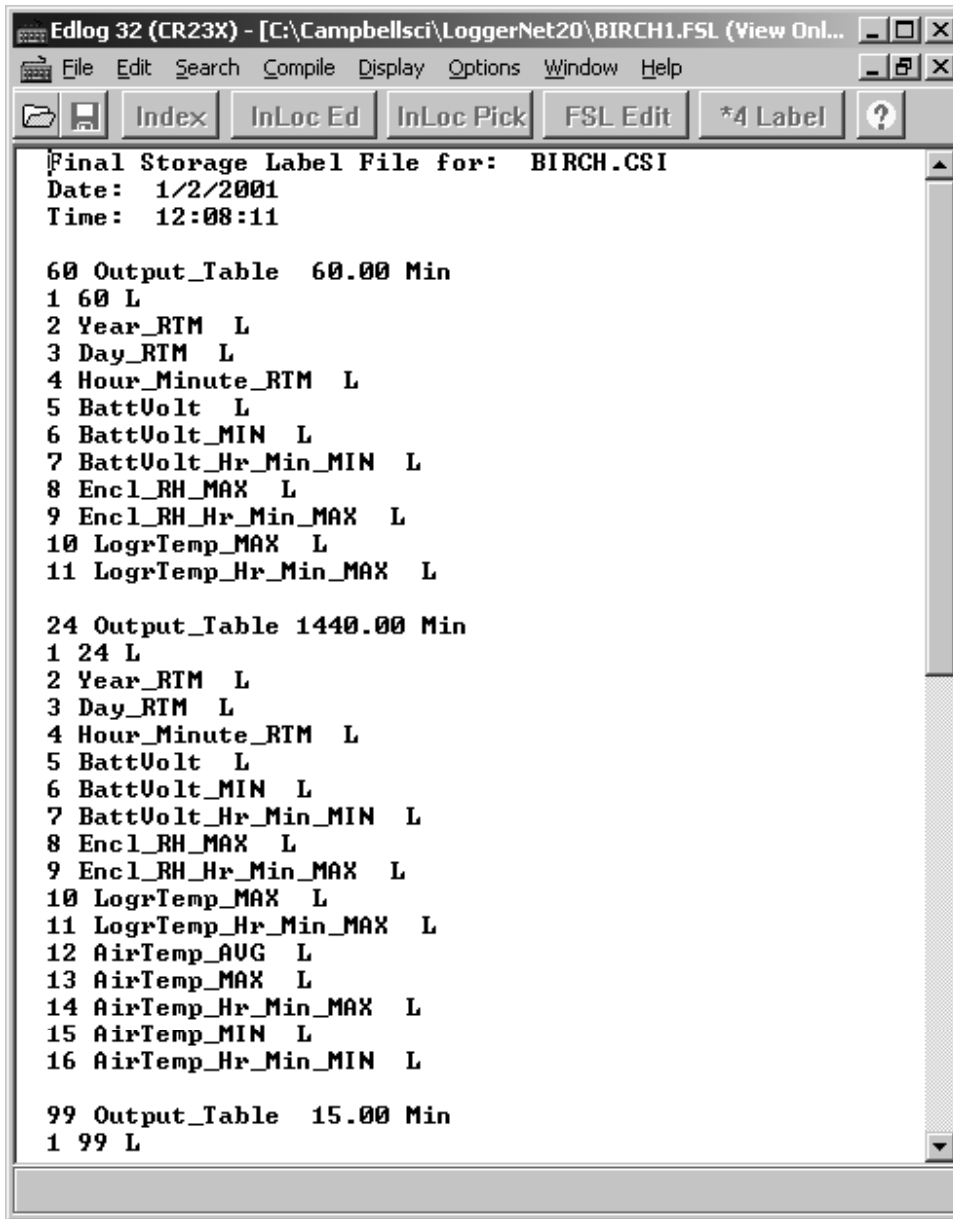 Edlog 32 (CR23X) - [C:\Campbellsci\LoggerNet20\BIRCH1.FSL (View Onl...
File Edit Search Compile Display Options Window Help
Index InLoc Ed InLoc Pick FSL Edit *4 Label ?
Final Storage Label File for: BIRCH.CSI
Date: 1/2/2001
Time: 12:08:11
60 Output_Table 60.00 Min
1 60 L
2 Year_RTM L
3 Day_RTM L
4 Hour_Minute_RTM L
5 BattVolt L
6 BattVolt_MIN L
7 BattVolt_Hr_Min_MIN L
8 Encl_RH_MAX L
9 Encl_RH_Hr_Min_MAX L
10 LogrTemp_MAX L
11 LogrTemp_Hr_Min_MAX L
24 Output_Table 1440.00 Min
1 24 L
2 Year_RTM L
3 Day_RTM L
4 Hour_Minute_RTM L
5 BattVolt L
6 BattVolt_MIN L
7 BattVolt_Hr_Min_MIN L
8 Encl_RH_MAX L
9 Encl_RH_Hr_Min_MAX L
10 LogrTemp_MAX L
11 LogrTemp_Hr_Min_MAX L
12 AirTemp_AVG L
13 AirTemp_MAX L
14 AirTemp_Hr_Min_MAX L
15 AirTemp_MIN L
16 AirTemp_Hr_Min_MIN L
99 Output_Table 15.00 Min
1 99 L